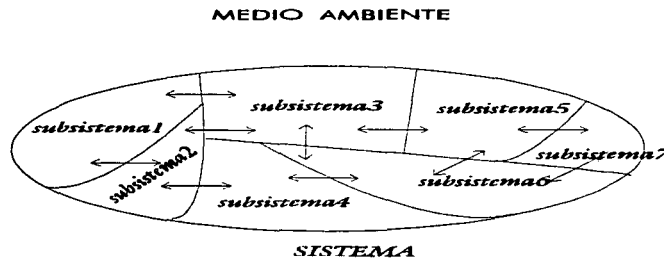 MEDIO AMBIENTE
subsistema1
subsistema2
subsistema3
subsistema4
subsistema5
subsistema6
subsistema7
SISTEMA